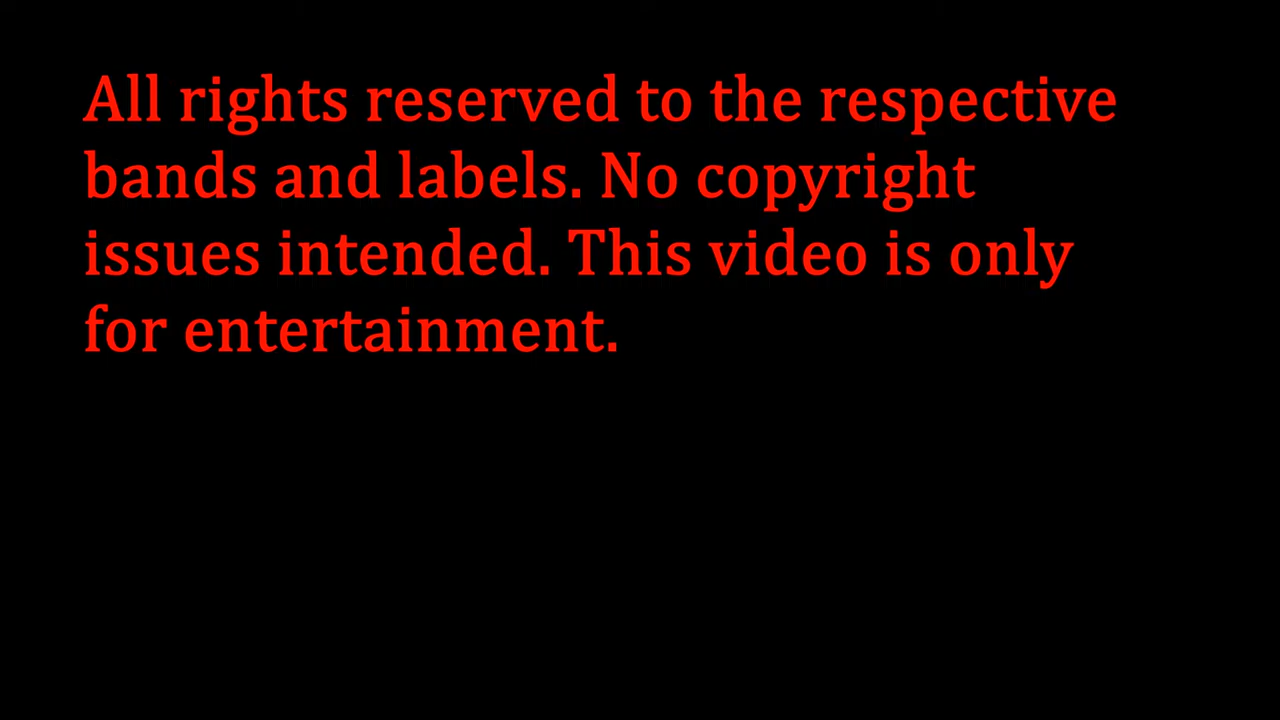 All rights reserved to the respective
bands and labels. No copyright
issues intended. This video is only
for entertainment.